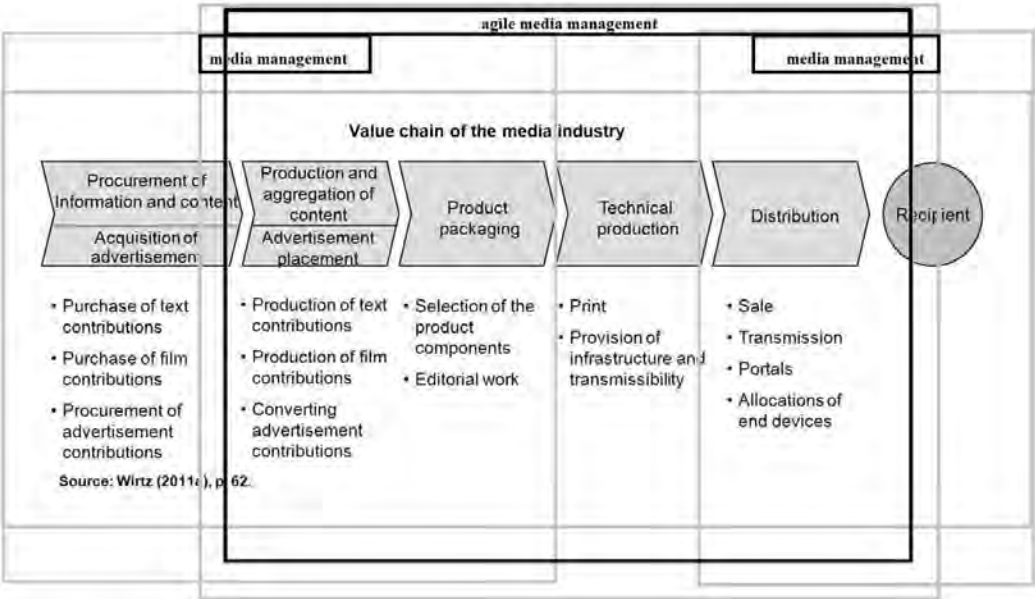 agile media management
media management
media management
Value chain of the media industry
Procurement of
Information and content
Acquisition of
advertisement
Production and
aggregation of
content
Advertisement
placement
Product
packaging
Technical
production
Distribution
Recipient
• Purchase of text
contributions
• Purchase of film
contributions
• Procurement of
advertisement
contributions
• Production of text
contributions
• Production of film
contributions
• Converting
advertisement
contributions
• Selection of the
product
components
• Editorial work
• Print
• Provision of
infrastructure and
transmissibility
• Sale
• Transmission
• Portals
• Allocations of
end devices
Source: Wirtz (2011a), p. 62.